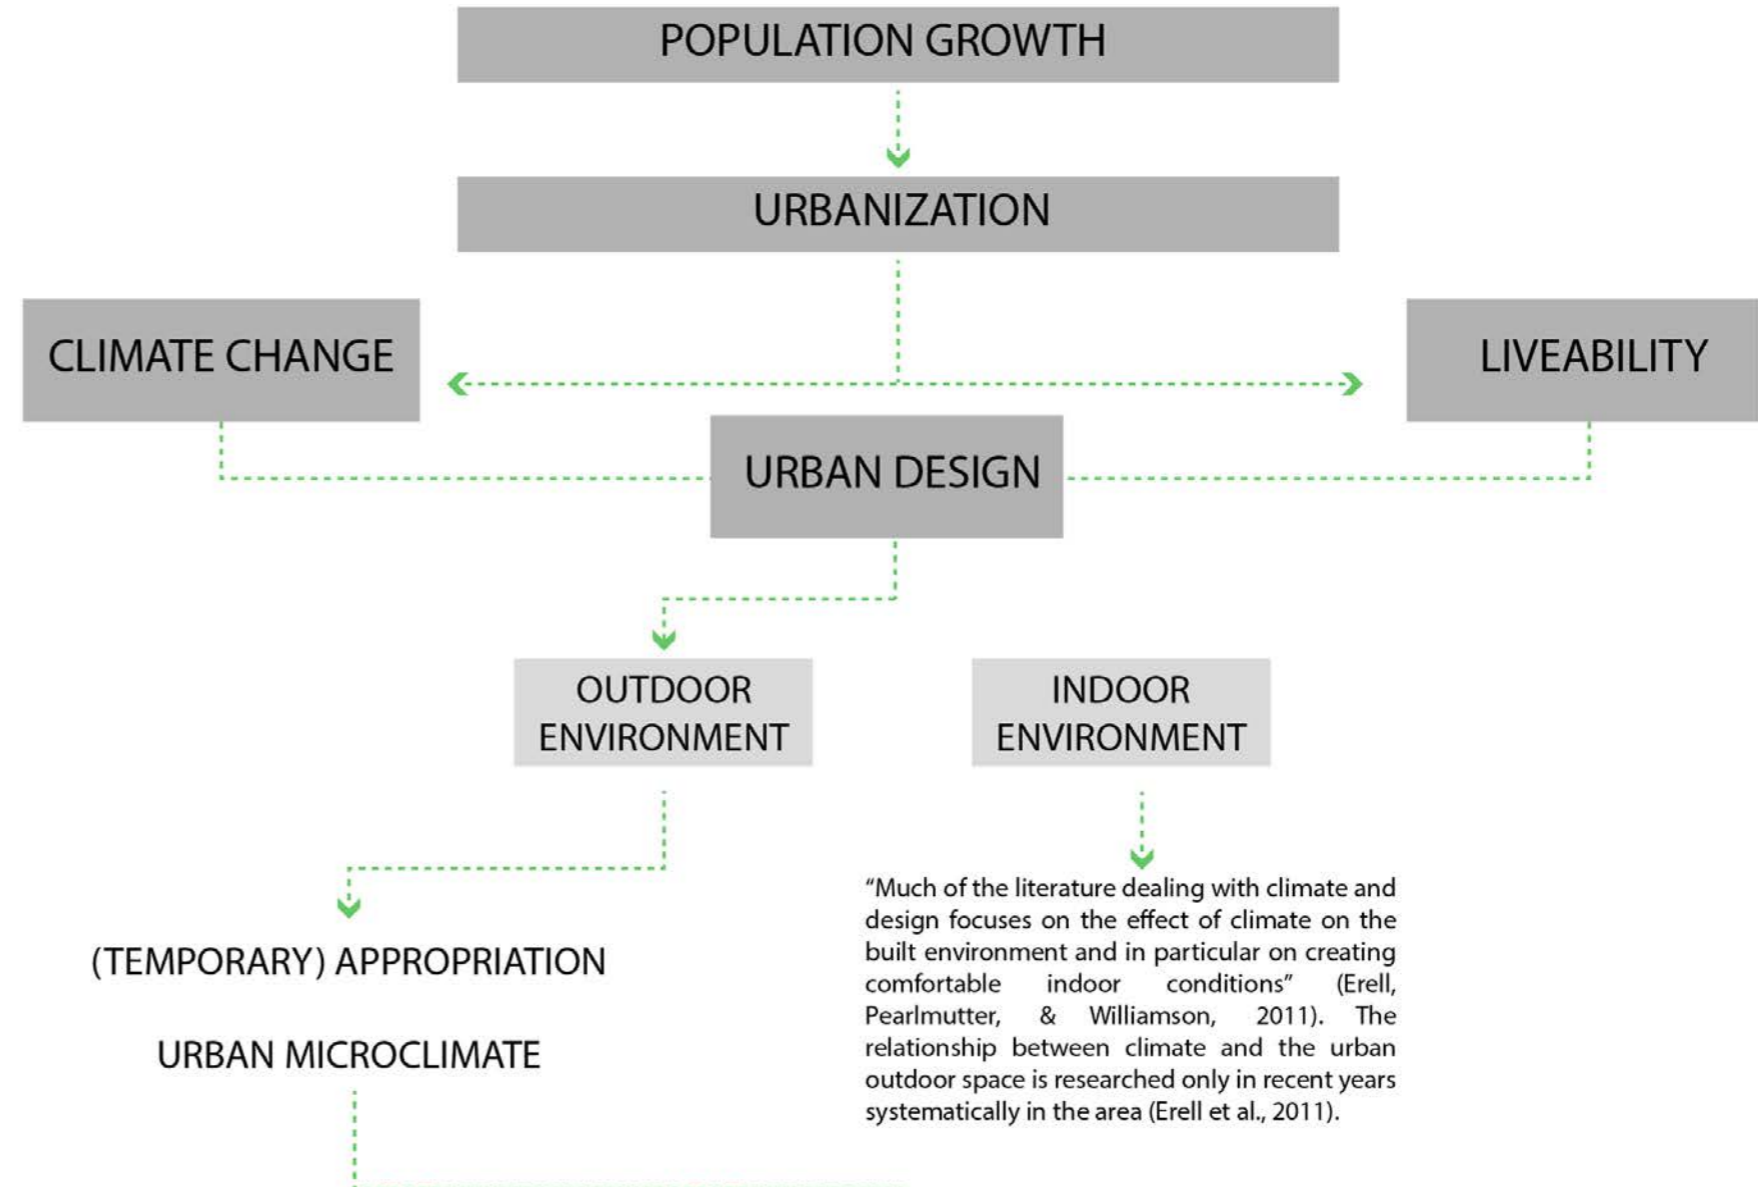 POPULATION GROWTH
URBANIZATION
CLIMATE CHANGE
LIVEABILITY
URBAN DESIGN
OUTDOOR
ENVIRONMENT
INDOOR
ENVIRONMENT
(TEMPORARY) APPROPRIATION
URBAN MICROCLIMATE
“Much of the literature dealing with climate and
design focuses on the effect of climate on the
built environment and in particular on creating
comfortable indoor conditions” (Erell,
Pearlmutter, & Williamson, 2011). The
relationship between climate and the urban
outdoor space is researched only in recent years
systematically in the area (Erell et al., 2011).